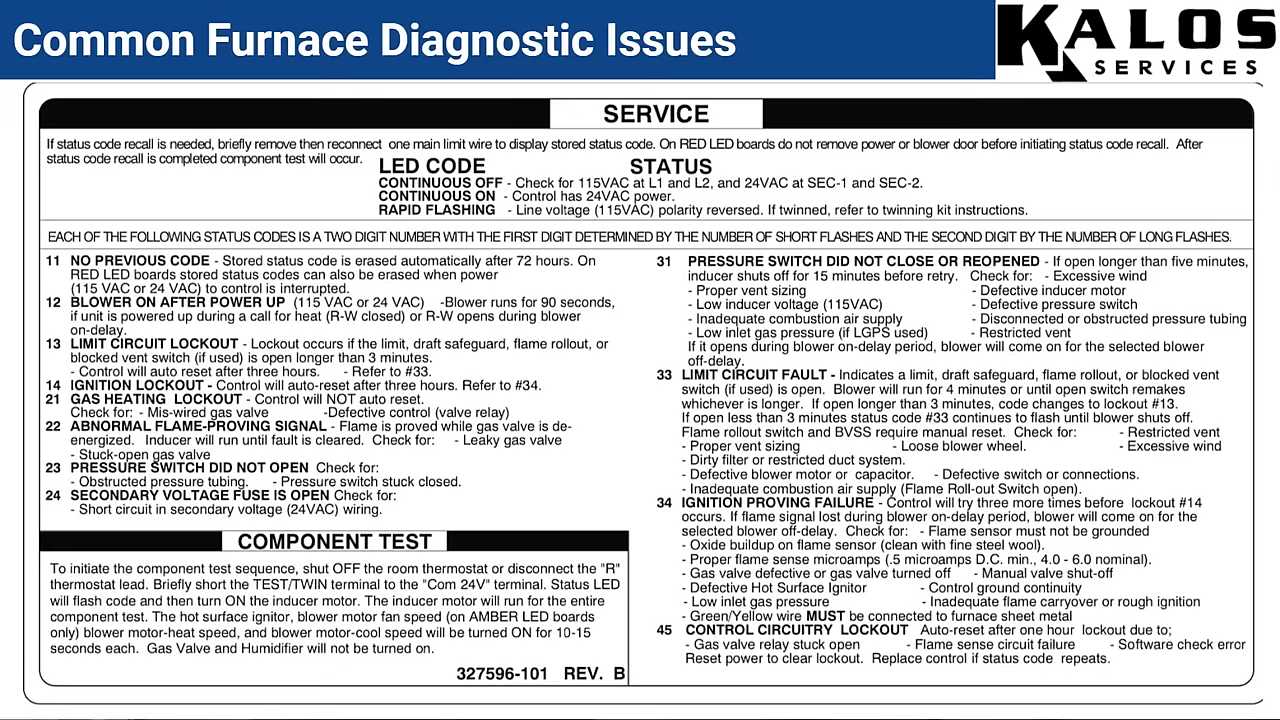 Common Furnace Diagnostic Issues
KALOS
SERVICES
SERVICE
If status code recall is needed, briefly remove then reconnect one main limit wire to display stored status code. On RED LED boards do not remove power or blower door before initiating status code recall. After
status code recall is completed component test will occur.
LED CODE STATUS
CONTINUOUS OFF - Check for 115VAC at L1 and L2, and 24VAC at SEC-1 and SEC-2.
CONTINUOUS ON - Control has 24VAC power.
RAPID FLASHING - Line voltage (115VAC) polarity reversed. If twinned, refer to twinning kit instructions.
EACH OF THE FOLLOWING STATUS CODES IS A TWO DIGIT NUMBER WITH THE FIRST DIGIT DETERMINED BY THE NUMBER OF SHORT FLASHES AND THE SECOND DIGIT BY THE NUMBER OF LONG FLASHES.
11 NO PREVIOUS CODE - Stored status code is erased automatically after 72 hours. On
RED LED boards stored status codes can also be erased when power
(115 VAC or 24 VAC) to control is interrupted.
12 BLOWER ON AFTER POWER UP (115 VAC or 24 VAC) -Blower runs for 90 seconds,
if unit is powered up during a call for heat (R-W closed) or R-W opens during blower
on-delay.
13 LIMIT CIRCUIT LOCKOUT - Lockout occurs if the limit, draft safeguard, flame rollout, or
blocked vent switch (if used) is open longer than 3 minutes.
- Control will auto reset after three hours. - Refer to #33.
14 IGNITION LOCKOUT - Control will auto-reset after three hours. Refer to #34.
21 GAS HEATING LOCKOUT - Control will NOT auto reset.
Check for: - Mis-wired gas valve -Defective control (valve relay)
22 ABNORMAL FLAME-PROVING SIGNAL - Flame is proved while gas valve is de-
energized. Inducer will run until fault is cleared. Check for: - Leaky gas valve
- Stuck-open gas valve
23 PRESSURE SWITCH DID NOT OPEN Check for:
- Obstructed pressure tubing. - Pressure switch stuck closed.
24 SECONDARY VOLTAGE FUSE IS OPEN Check for:
- Short circuit in secondary voltage (24VAC) wiring.
COMPONENT TEST
To initiate the component test sequence, shut OFF the room thermostat or disconnect the "R"
thermostat lead. Briefly short the TEST/TWIN terminal to the "Com 24V" terminal. Status LED
will flash code and then turn ON the inducer motor. The inducer motor will run for the entire
component test. The hot surface ignitor, blower motor fan speed (on AMBER LED boards
only) blower motor-heat speed, and blower motor-cool speed will be turned ON for 10-15
seconds each. Gas Valve and Humidifier will not be turned on.
327596-101 REV. B
31 PRESSURE SWITCH DID NOT CLOSE OR REOPENED - If open longer than five minutes,
inducer shuts off for 15 minutes before retry. Check for: - Excessive wind
- Proper vent sizing - Defective inducer motor
- Low inducer voltage (115VAC) - Defective pressure switch
- Inadequate combustion air supply - Disconnected or obstructed pressure tubing
- Low inlet gas pressure (if LGPS used) - Restricted vent
If it opens during blower on-delay period, blower will come on for the selected blower
off-delay.
33 LIMIT CIRCUIT FAULT - Indicates a limit, draft safeguard, flame rollout, or blocked vent
switch (if used) is open. Blower will run for 4 minutes or until open switch remakes
whichever is longer. If open longer than 3 minutes, code changes to lockout #13.
If open less than 3 minutes status code #33 continues to flash until blower shuts off.
Flame rollout switch and BVSS require manual reset. Check for: - Restricted vent
- Proper vent sizing - Loose blower wheel. - Excessive wind
- Dirty filter or restricted duct system.
- Defective blower motor or capacitor. - Defective switch or connections.
- Inadequate combustion air supply (Flame Roll-out Switch open).
34 IGNITION PROVING FAILURE - Control will try three more times before lockout #14
occurs. If flame signal lost during blower on-delay period, blower will come on for the
selected blower off-delay. Check for: - Flame sensor must not be grounded
- Oxide buildup on flame sensor (clean with fine steel wool).
- Proper flame sense microamps (.5 microamps D.C. min., 4.0 - 6.0 nominal).
- Gas valve defective or gas valve turned off - Manual valve shut-off
- Defective Hot Surface Ignitor - Control ground continuity
- Low inlet gas pressure - Inadequate flame carryover or rough ignition
- Green/Yellow wire MUST be connected to furnace sheet metal
45 CONTROL CIRCUITRY LOCKOUT Auto-reset after one hour lockout due to;
- Gas valve relay stuck open - Flame sense circuit failure - Software check error
Reset power to clear lockout. Replace control if status code repeats.